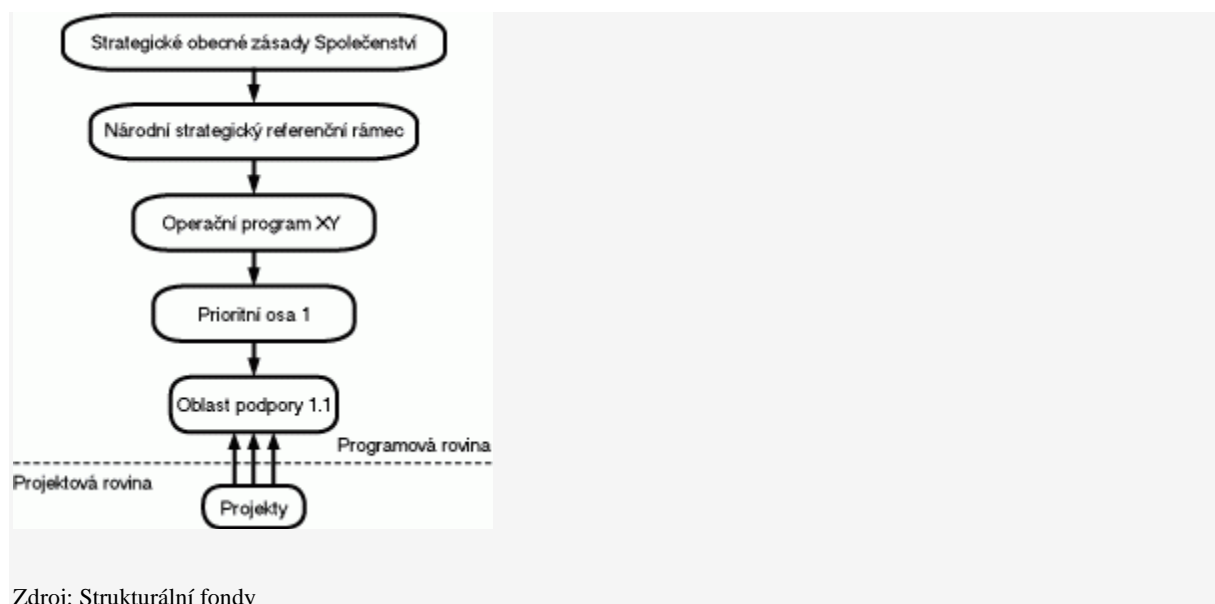 Strategické obecné zásady Společenství
Národní strategický referenční rámec
Operační program XY
Prioritní osa 1
Oblast podpory 1.1
Programová rovina
Projektová rovina
Projekty
Zdroj: Strukturální fondy